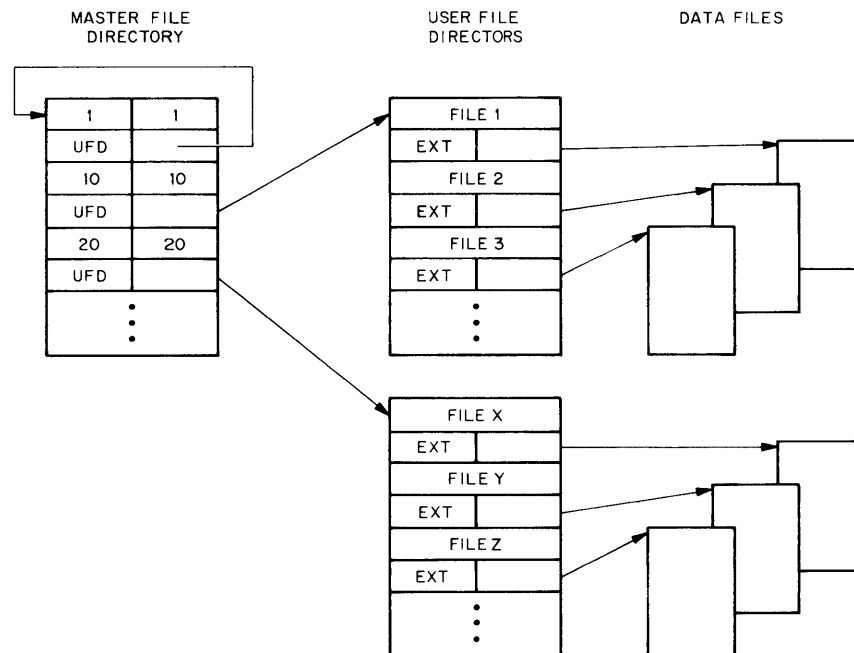 MASTER FILE
DIRECTORY
1 1
UFD
10 10
UFD
20 20
UFD
USER FILE
DIRECTORS
FILE 1
EXT
FILE 2
EXT
FILE 3
EXT
FILE X
EXT
FILE Y
EXT
FILE Z
EXT
DATA FILES